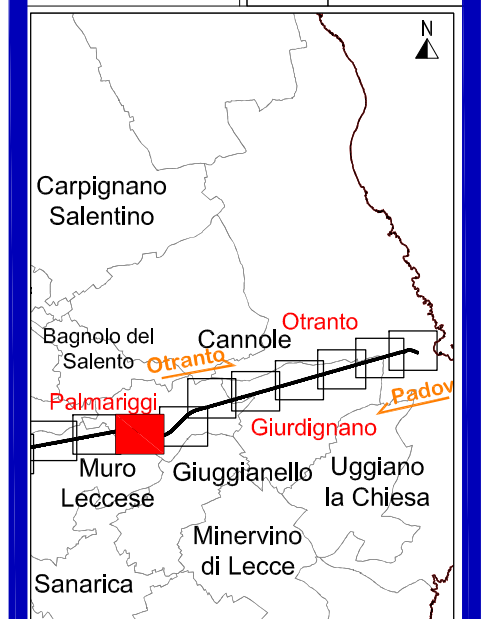 N
Carpignano
Salentino
Otranto
Bagnolo del
Salento
Cannole
Otranto
Padov
Palmariggi
Giurdignano
Muro
Leccese
Giuggianello
Uggiano
la Chiesa
Minervino
di Lecce
Sanarica